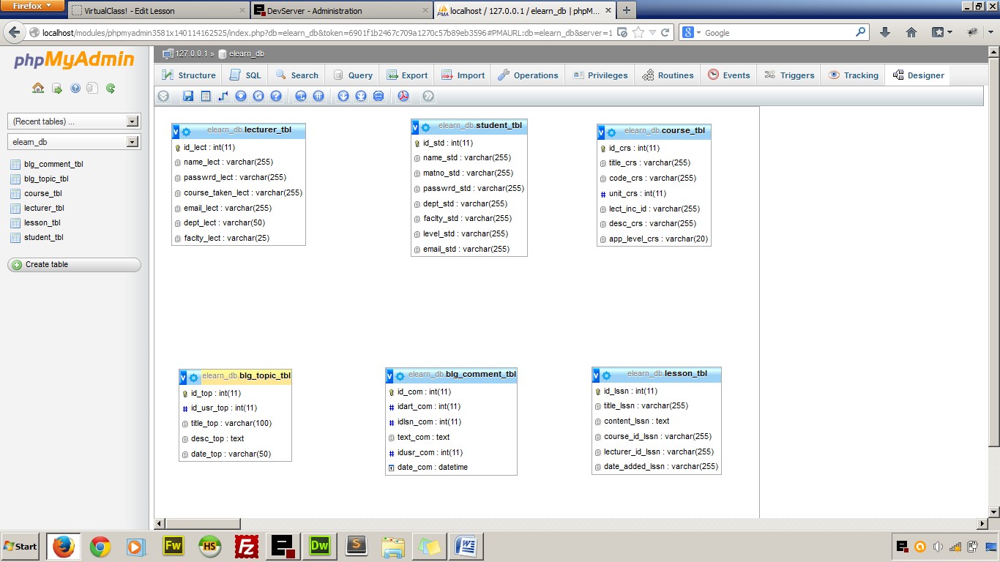 Firefox
VirtualClass! - Edit Lesson
DevServer - Administration
localhost / 127.0.0.1 / elearn_db | phpM...
localhost/modules/phpmyadmin3581x140114162525/index.php?db=elearn_db&token=6901f1b2467c709a1270c57b89eb3596#PMAURL:db=elearn_db&server=1
Google
phpMyAdmin
127.0.0.1 » elearn_db
Structure
SQL
Search
Query
Export
Import
Operations
Privileges
Routines
Events
Triggers
Tracking
Designer
(Recent tables) ...
elearn_db
blg_comment_tbl
blg_topic_tbl
course_tbl
lecturer_tbl
lesson_tbl
student_tbl
Create table
v elearn_db.lecturer_tbl
id_lect : int(11)
name_lect : varchar(255)
passwrd_lect : varchar(255)
course_taken_lect : varchar(255)
email_lect : varchar(255)
dept_lect : varchar(50)
faclty_lect : varchar(25)
v elearn_db.student_tbl
id_std : int(11)
name_std : varchar(255)
matno_std : varchar(255)
passwrd_std : varchar(255)
dept_std : varchar(255)
faclty_std : varchar(255)
level_std : varchar(255)
email_std : varchar(255)
v elearn_db.course_tbl
id_crs : int(11)
title_crs : varchar(255)
code_crs : varchar(255)
# unit_crs : int(11)
lect_inc_id : varchar(255)
desc_crs : varchar(255)
app_level_crs : varchar(20)
v elearn_db.blg_topic_tbl
id_top : int(11)
# id_usr_top : int(11)
title_top : varchar(100)
desc_top : text
date_top : varchar(50)
v elearn_db.blg_comment_tbl
id_com : int(11)
# idart_com : int(11)
# idlsn_com : int(11)
text_com : text
# idusr_com : int(11)
date_com : datetime
v elearn_db.lesson_tbl
id_lssn : int(11)
title_lssn : varchar(255)
content_lssn : text
course_id_lssn : varchar(255)
lecturer_id_lssn : varchar(255)
date_added_lssn : varchar(255)
Start
Fw
HS
Fz
Dw
S
W